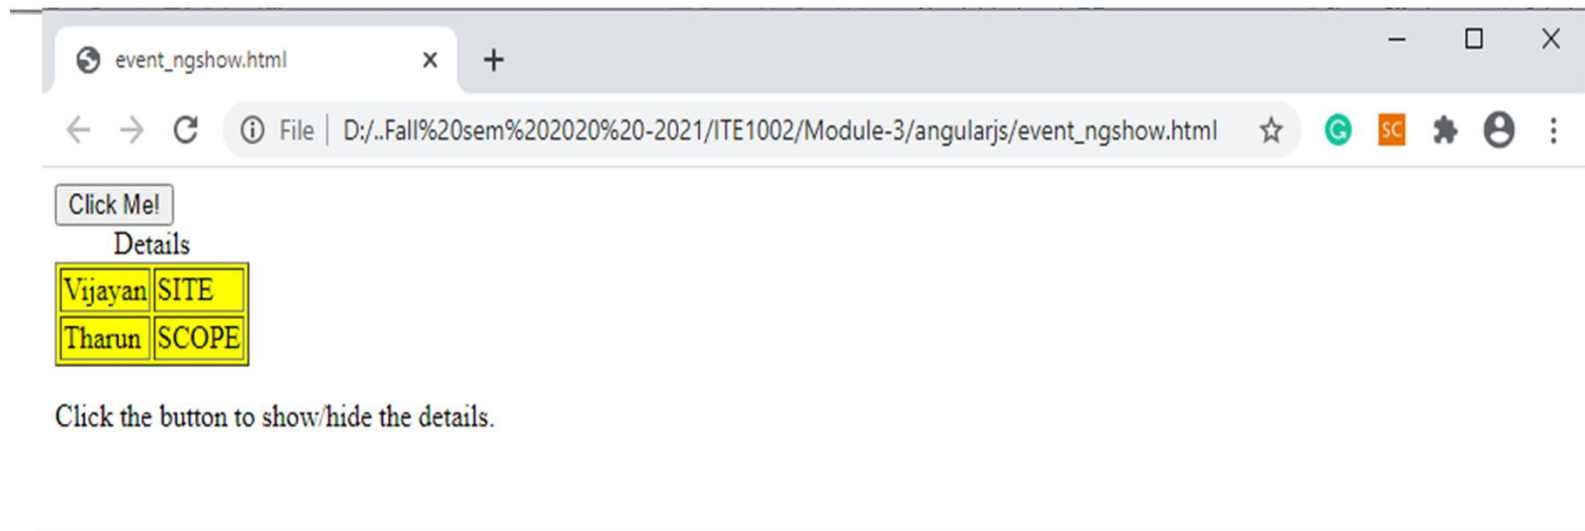 event_ngshow.html
File D:/..Fall%20sem%202020%20-2021/ITE1002/Module-3/angularjs/event_ngshow.html
SC
Click Me!
Details
Vijayan SITE
Tharun SCOPE
Click the button to show/hide the details.